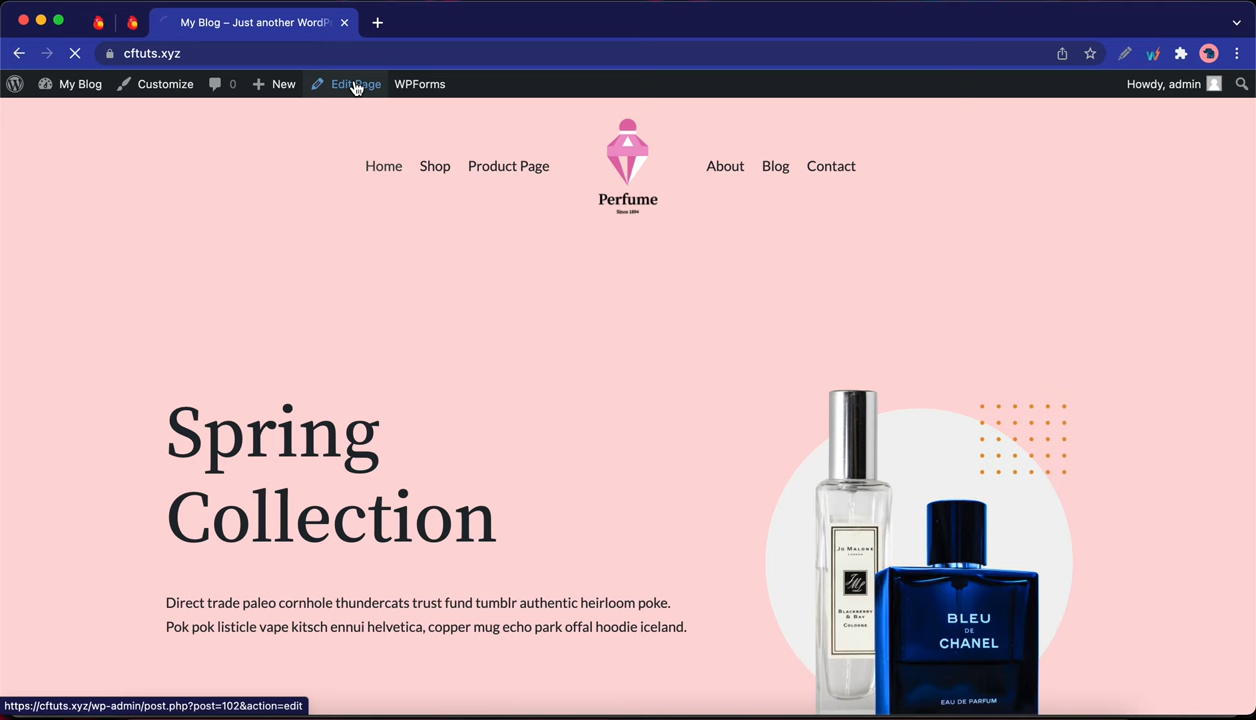 My Blog – Just another WordPr
cftuts.xyz
My Blog
Customize
0
New
Edit Page
WPForms
Howdy, admin
Home
Shop
Product Page
Perfume
Since 1894
About
Blog
Contact
Spring
Collection
Direct trade paleo cornhole thundercats trust fund tumblr authentic heirloom poke.
Pok pok listicle vape kitsch ennui helvetica, copper mug echo park offal hoodie iceland.
JO MALONE
LONDON
BLACKBERRY
& BAY
COLOGNE
BLEU
DE
CHANEL
EAU DE PARFUM
https://cftuts.xyz/wp-admin/post.php?post=102&action=edit